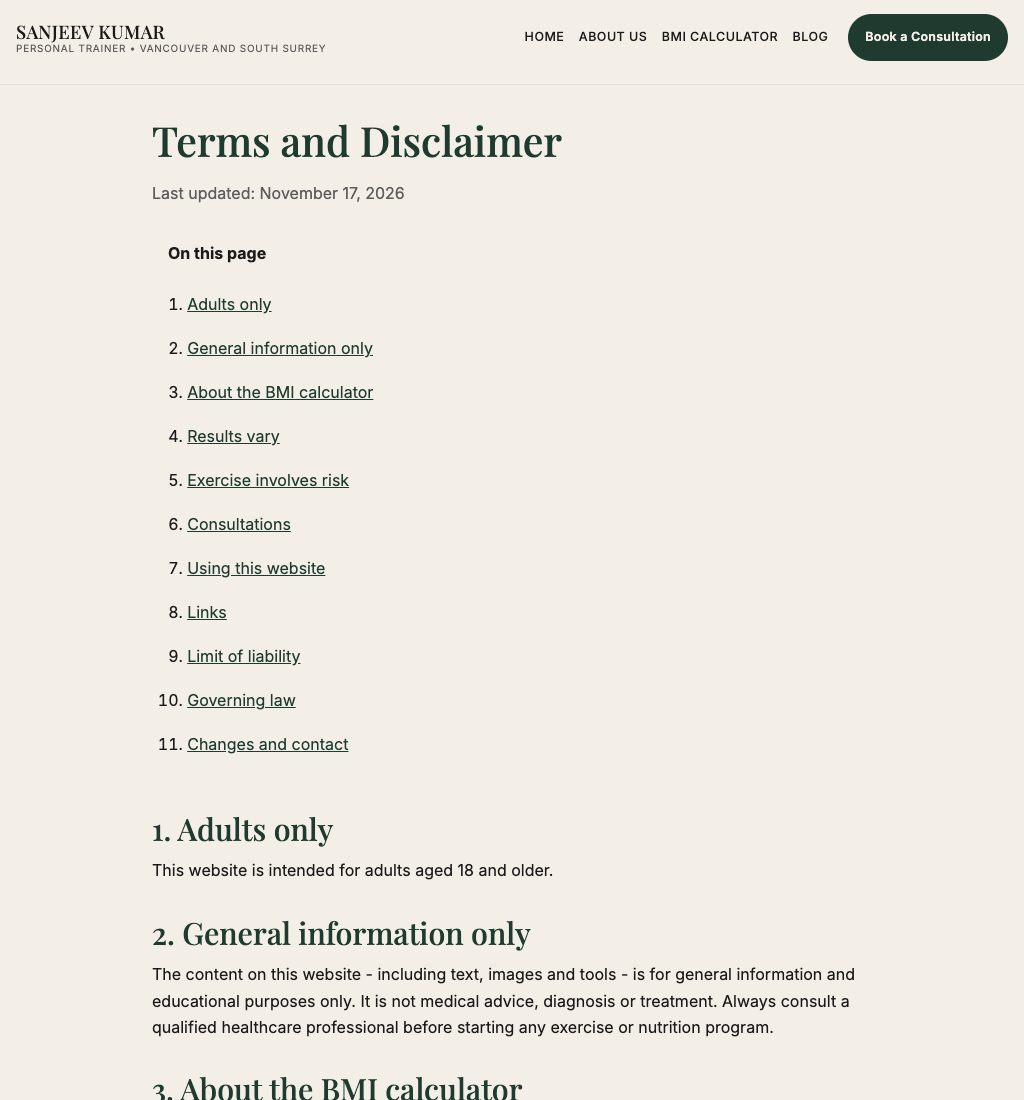 SANJEEV KUMAR
PERSONAL TRAINER • VANCOUVER AND SOUTH SURREY
HOME ABOUT US BMI CALCULATOR BLOG Book a Consultation
Terms and Disclaimer
Last updated: November 17, 2026
On this page
1. Adults only
2. General information only
3. About the BMI calculator
4. Results vary
5. Exercise involves risk
6. Consultations
7. Using this website
8. Links
9. Limit of liability
10. Governing law
11. Changes and contact
1. Adults only
This website is intended for adults aged 18 and older.
2. General information only
The content on this website - including text, images and tools - is for general information and
educational purposes only. It is not medical advice, diagnosis or treatment. Always consult a
qualified healthcare professional before starting any exercise or nutrition program.
3. About the BMI calculator